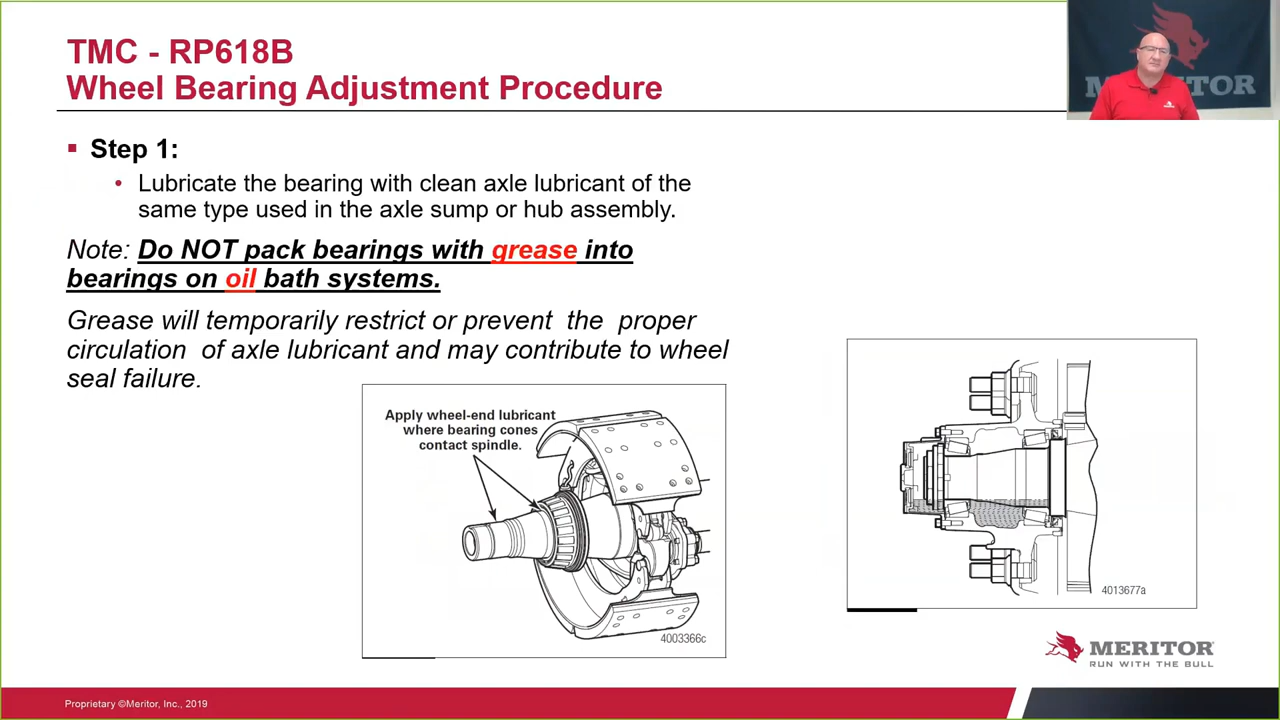 TMC - RP618B
Wheel Bearing Adjustment Procedure
MERITOR
Step 1:
Lubricate the bearing with clean axle lubricant of the
same type used in the axle sump or hub assembly.
Note: Do NOT pack bearings with grease into
bearings on oil bath systems.
Grease will temporarily restrict or prevent the proper
circulation of axle lubricant and may contribute to wheel
seal failure.
Apply wheel-end lubricant
where bearing cones
contact spindle.
4003366c
4013677a
MERITOR
RUN WITH THE BULL
Proprietary ©Meritor, Inc., 2019